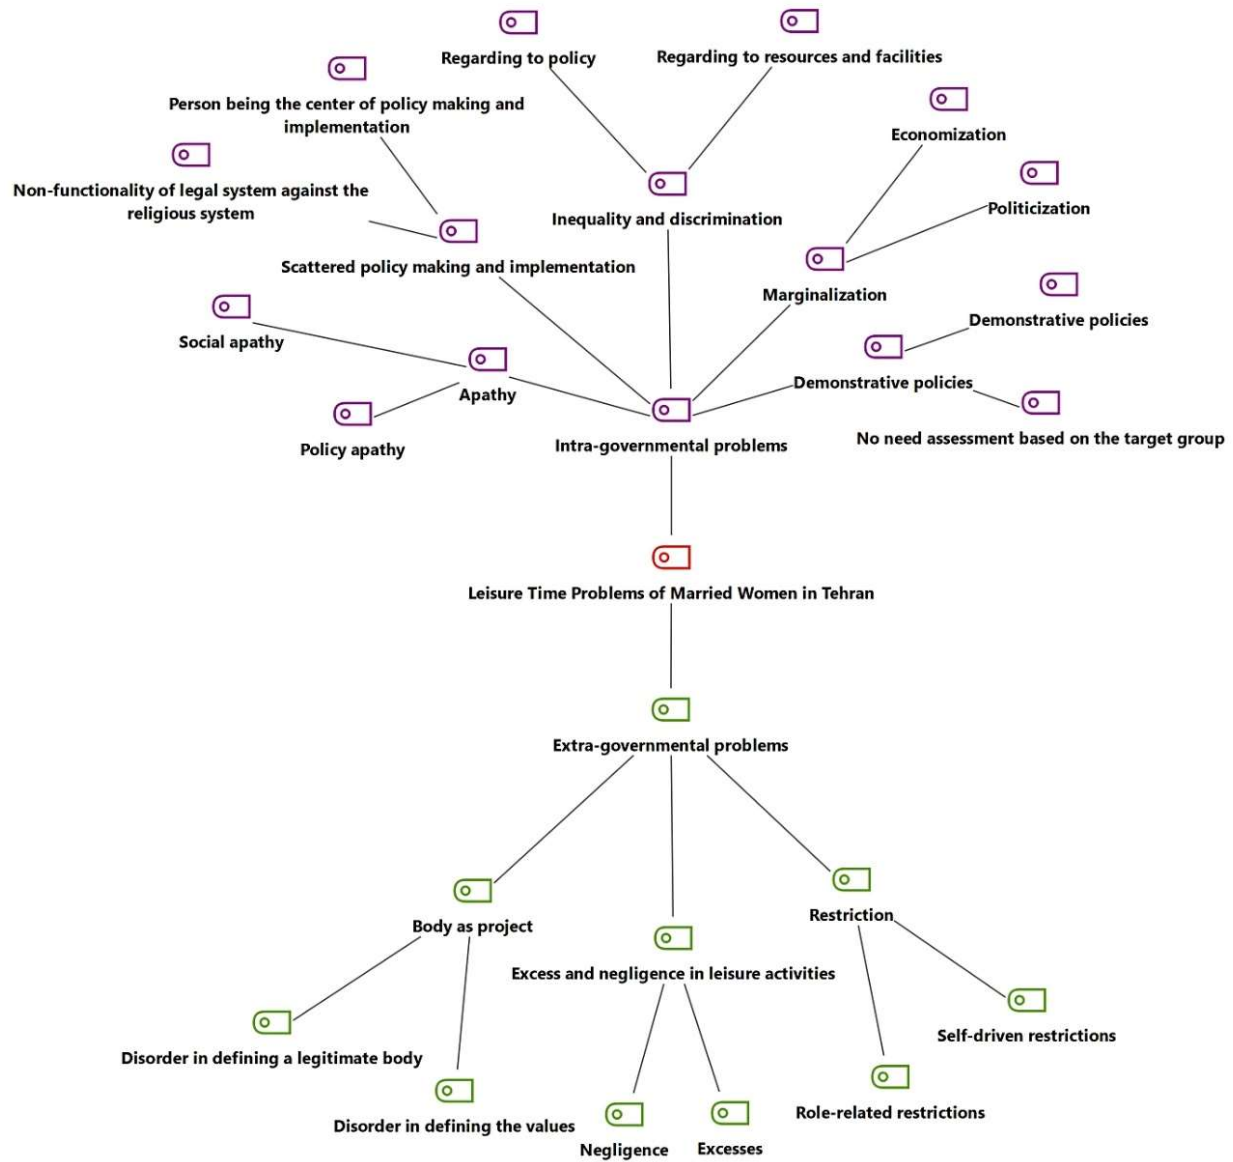 Regarding to policy
Regarding to resources and facilities
Person being the center of policy making and
implementation
Economization
Non-functionality of legal system against the
religious system
Inequality and discrimination
Politicization
Scattered policy making and implementation
Marginalization
Social apathy
Demonstrative policies
Apathy
Demonstrative policies
Policy apathy
Intra-governmental problems
No need assessment based on the target group
Leisure Time Problems of Married Women in Tehran
Extra-governmental problems
Body as project
Restriction
Excess and negligence in leisure activities
Disorder in defining a legitimate body
Self-driven restrictions
Disorder in defining the values
Role-related restrictions
Negligence
Excesses